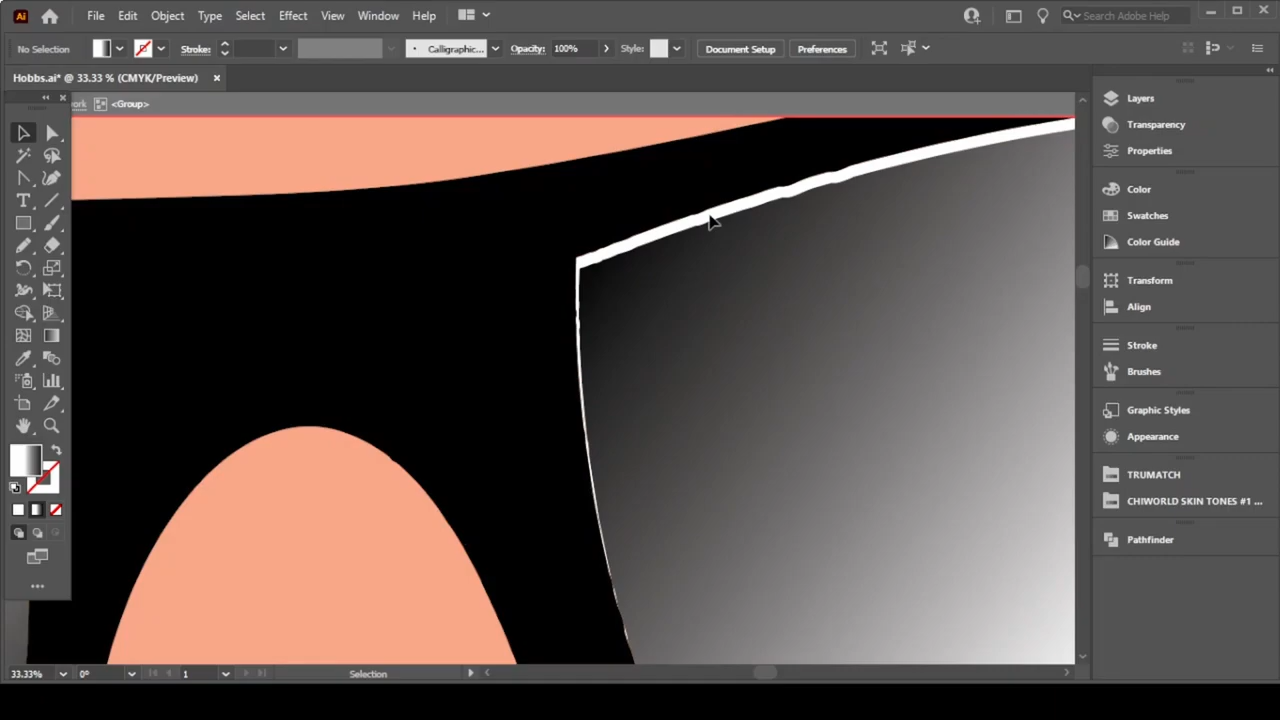 Ai File Edit Object Type Select Effect View Window Help Search Adobe Help
No Selection Stroke: Calligraphic... Opacity: 100% Style: Document Setup Preferences
Hobbs.ai* @ 33.33 % (CMYK/Preview)
<Group>
Layers
Transparency
Properties
Color
Swatches
Color Guide
Transform
Align
Stroke
Brushes
Graphic Styles
Appearance
TRUMATCH
CHIWORLD SKIN TONES #1 ...
Pathfinder
33.33% 0° 1 Selection